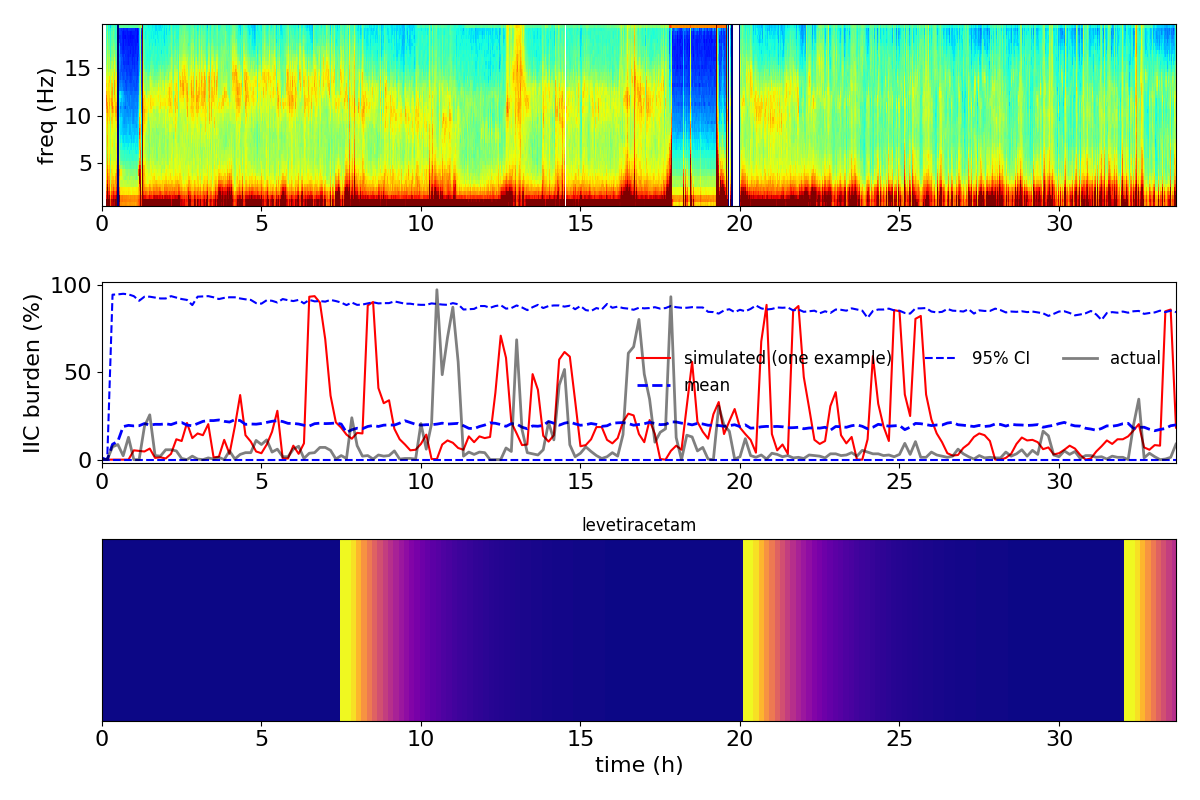 freq (Hz)
15
10
5
0 5 10 15 20 25 30
IIC burden (%)
100
50
0
simulated (one example) 95% CI actual
mean
0 5 10 15 20 25 30
levetiracetam
0 5 10 15 20 25 30
time (h)